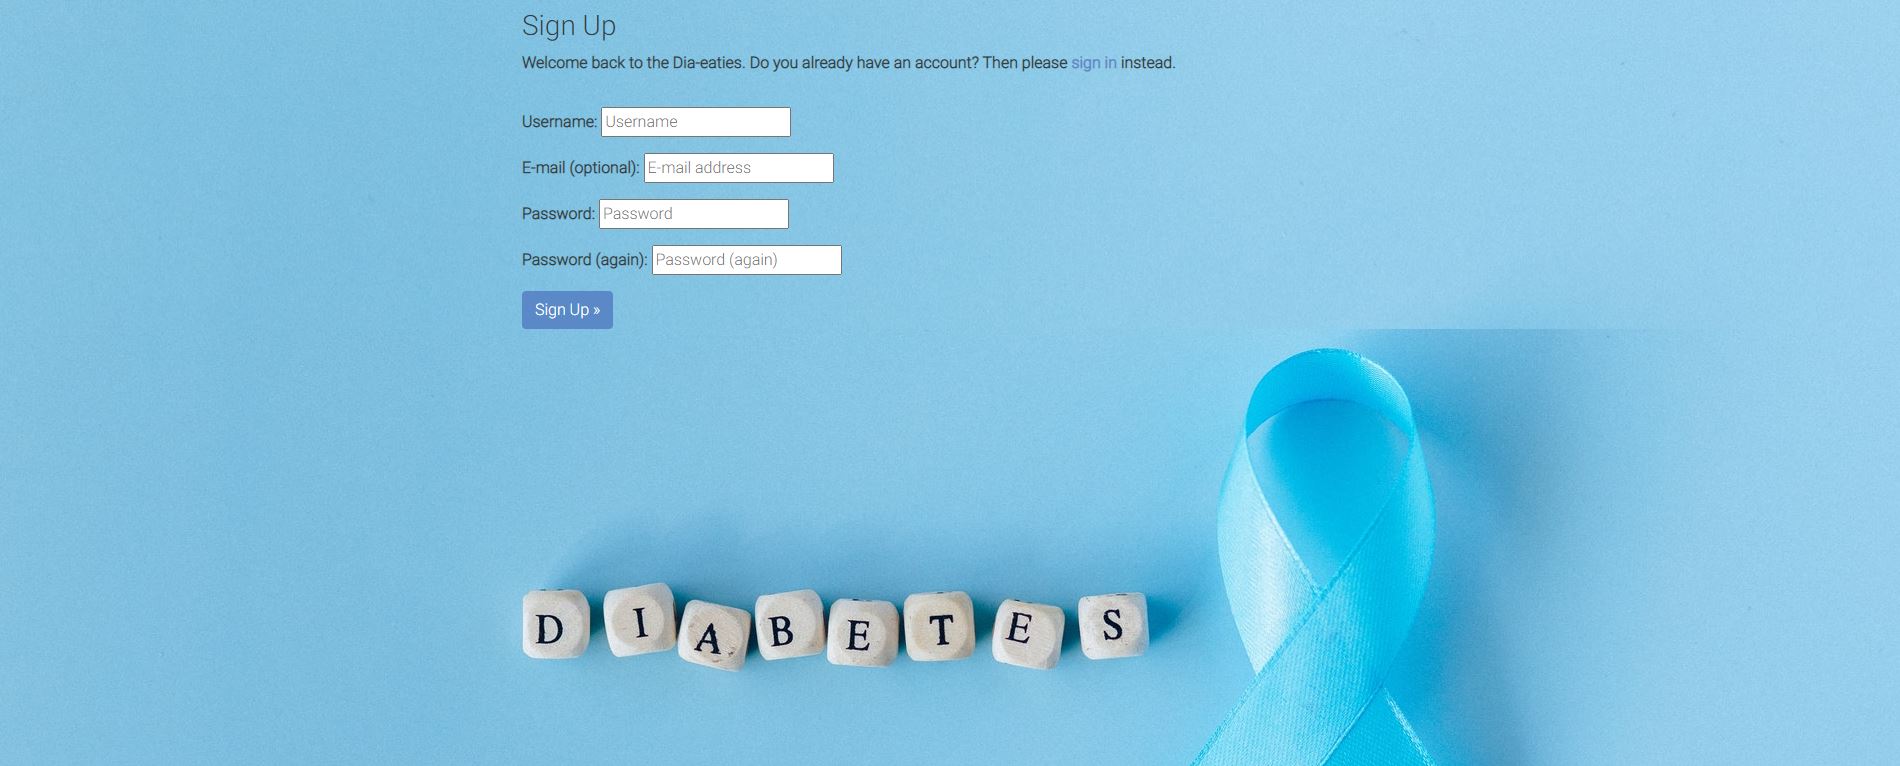 Sign Up
Welcome back to the Dia-eaties. Do you already have an account? Then please sign in instead.
Username: Username
E-mail (optional): E-mail address
Password: Password
Password (again): Password (again)
Sign Up »
DIABETES